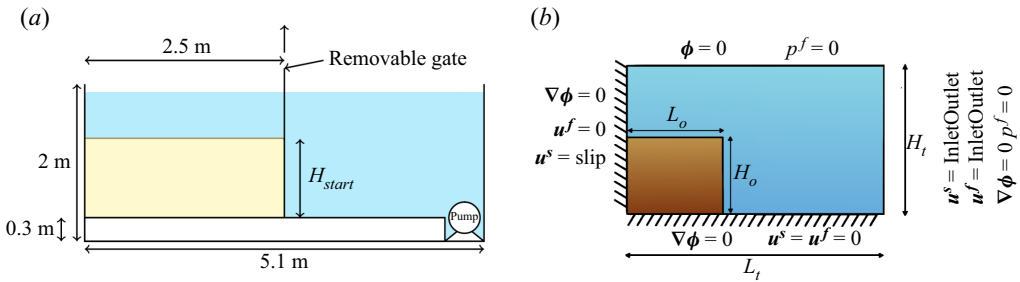 (a)
2.5 m
Removable gate
2 m
H_start
0.3 m
Pump
5.1 m
(b)
ϕ = 0
p^f = 0
∇ϕ = 0
u^f = 0
u^s = slip
L_o
H_o
H_t
u^s = InletOutlet
u^f = InletOutlet
∇ϕ = 0 p^f = 0
∇ϕ = 0
u^s = u^f = 0
L_t